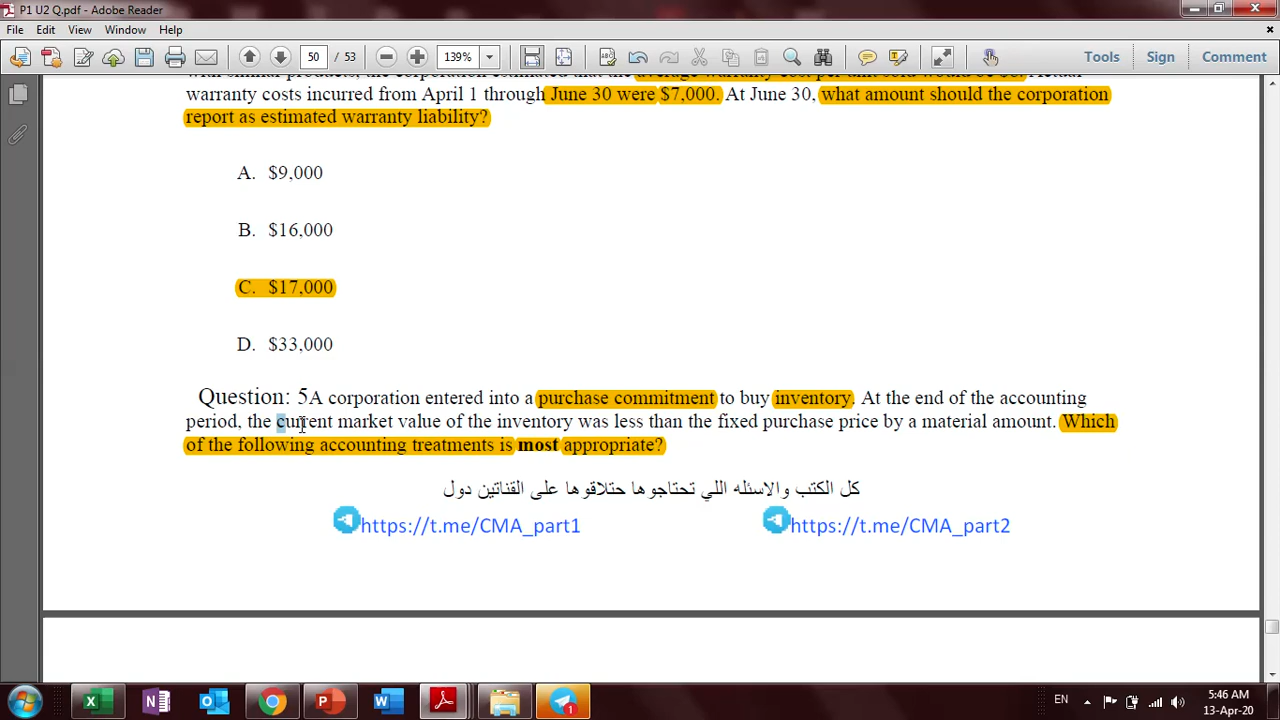 P1 U2 Q.pdf - Adobe Reader
File Edit View Window Help
50 / 53 139% Tools Sign Comment
warranty costs incurred from April 1 through June 30 were $7,000. At June 30, what amount should the corporation
report as estimated warranty liability?
A. $9,000
B. $16,000
C. $17,000
D. $33,000
Question: 5A corporation entered into a purchase commitment to buy inventory. At the end of the accounting
period, the current market value of the inventory was less than the fixed purchase price by a material amount. Which
of the following accounting treatments is most appropriate?
كل الكتب والاسئله اللي تحتاجوها حتلاقوها على القناتين دول
https://t.me/CMA_part1 https://t.me/CMA_part2
EN 5:46 AM
13-Apr-20